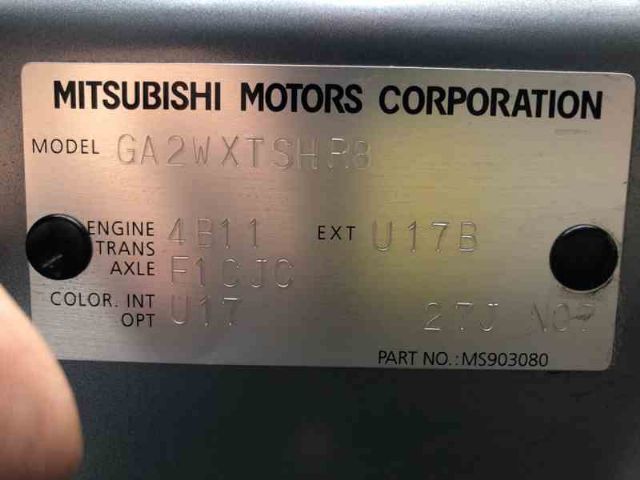 MITSUBISHI MOTORS CORPORATION
MODEL GA2WXTSHR8
ENGINE 4B11 EXT U17B
TRANS AXLE F1CJC
COLOR. INT U17
OPT 27J N07
PART NO.:MS903080